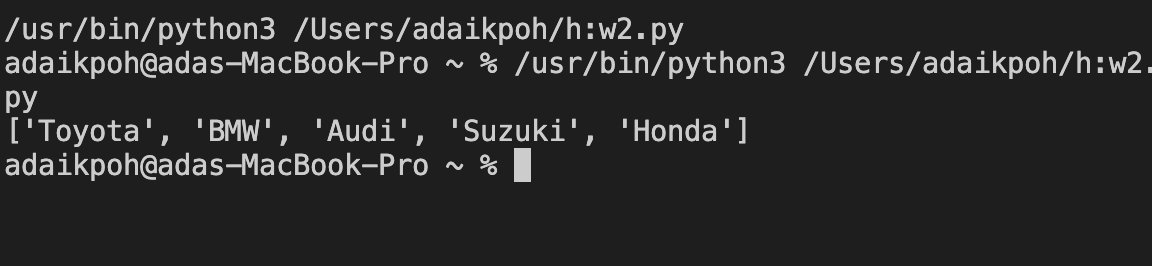 /usr/bin/python3 /Users/adaikpoh/h:w2.py
adaikpoh@adas-MacBook-Pro ~ % /usr/bin/python3 /Users/adaikpoh/h:w2.
py
['Toyota', 'BMW', 'Audi', 'Suzuki', 'Honda']
adaikpoh@adas-MacBook-Pro ~ %